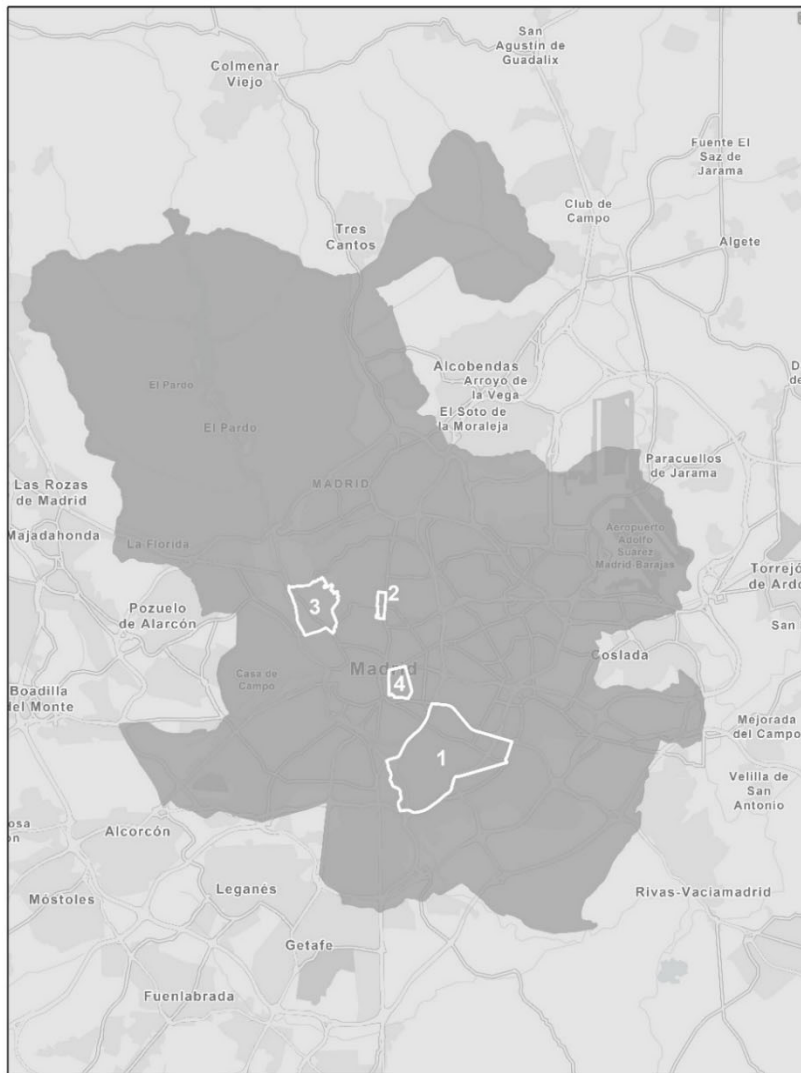 San
Agustín de
Guadalix
Colmenar
Viejo
Fuente El
Saz de
Jarama
Club de
Campo
Tres
Cantos
Algete
Alcobendas
Arroyo de
la Vega
El Soto de
la Moraleja
El Pardo
El Pardo
Paracuellos
de Jarama
MADRID
Las Rozas
de Madrid
Majadahonda
La Florida
Aeropuerto
Adolfo
Suárez
Madrid-Barajas
Torrejó
de Ardo
2
3
Pozuelo
de Alarcón
San
Coslada
Madrid
Casa de
Campo
4
Boadilla
del Monte
Mejorada
del Campo
1
Velilla de
San
Antonio
osa
ón
Alcorcón
Leganés
Rivas-Vaciamadrid
Móstoles
Getafe
Fuenlabrada